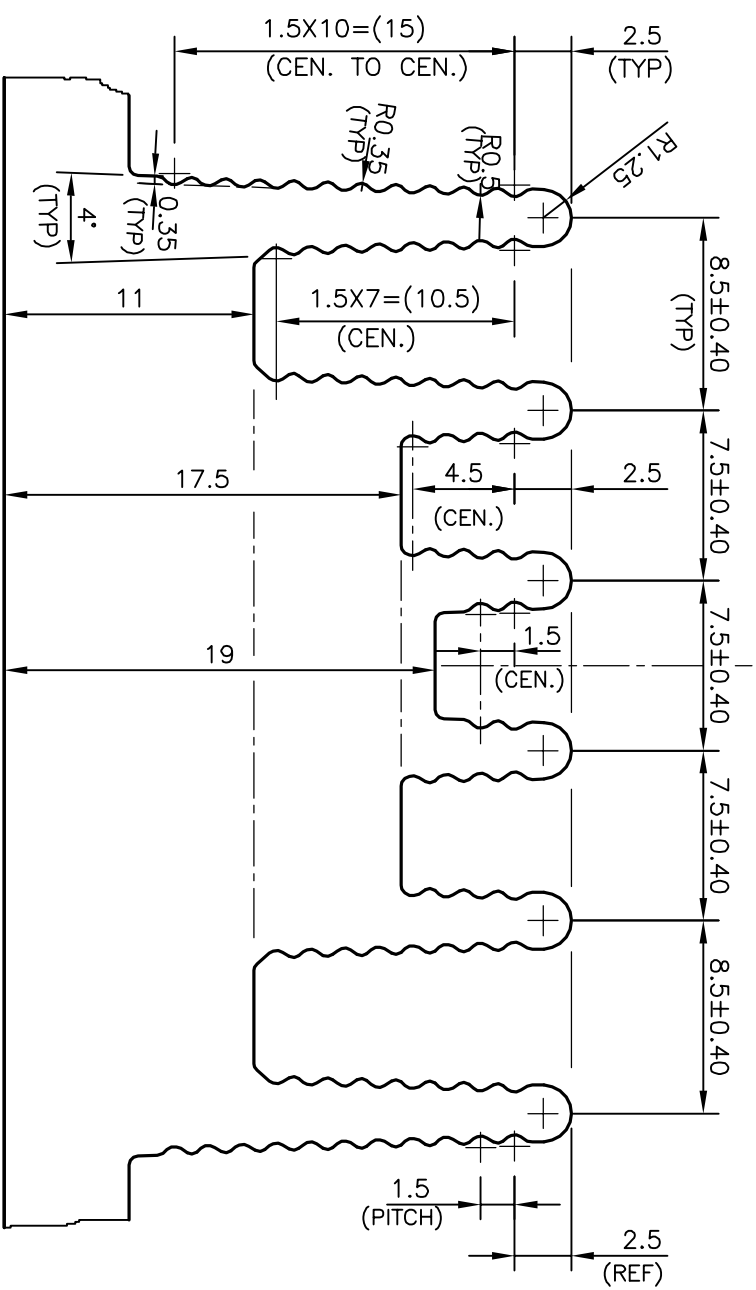 1.5X10=(15)
(CEN. TO CEN.)
2.5
(TYP)
R0.35
(TYP)
R0.5
(TYP)
R1.25
0.35
(TYP)
4°
(TYP)
11
1.5X7=(10.5)
(CEN.)
8.5±0.40
(TYP)
17.5
4.5
(CEN.)
2.5
7.5±0.40
19
1.5
(CEN.)
7.5±0.40
7.5±0.40
8.5±0.40
1.5
(PITCH)
2.5
(REF)